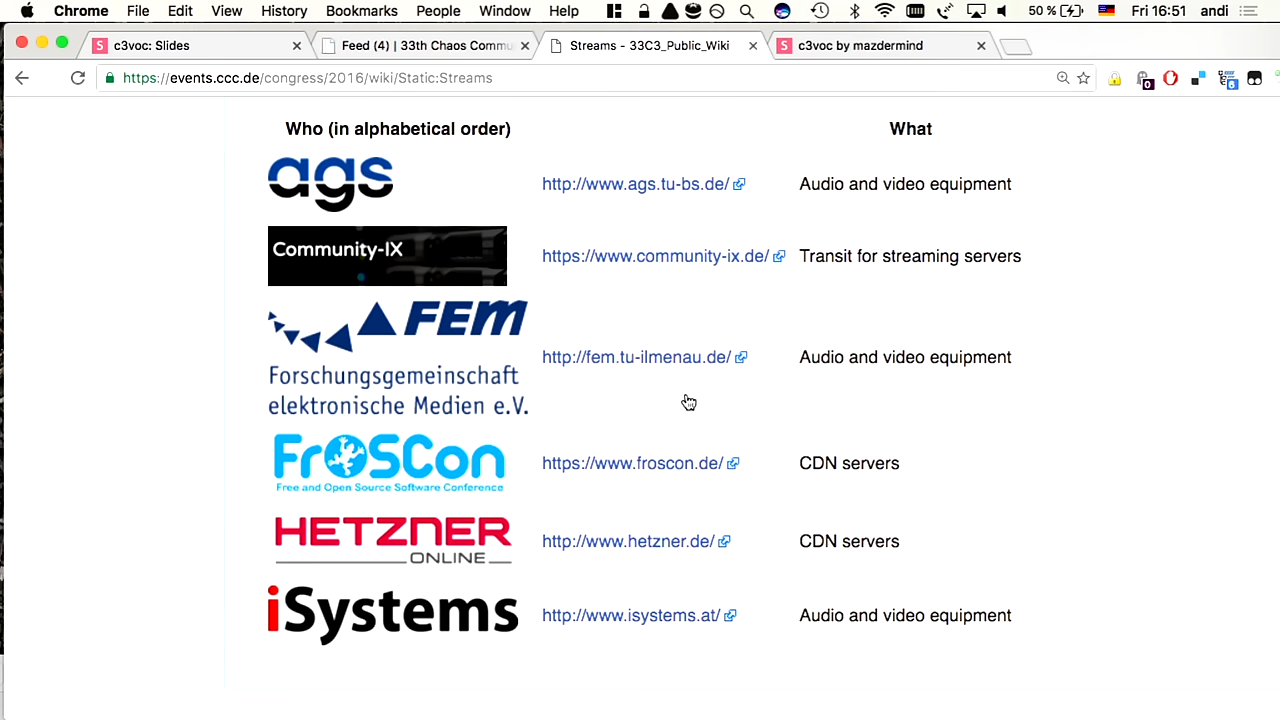 Chrome File Edit View History Bookmarks People Window Help 50 % Fri 16:51 andi
c3voc: Slides × Feed (4) | 33th Chaos Commu × Streams - 33C3_Public_Wiki × c3voc by mazdermind ×
https://events.ccc.de/congress/2016/wiki/Static:Streams
Who (in alphabetical order) What
ags http://www.ags.tu-bs.de/ Audio and video equipment
Community-IX https://www.community-ix.de/ Transit for streaming servers
FEM
Forschungsgemeinschaft
elektronische Medien e.V. http://fem.tu-ilmenau.de/ Audio and video equipment
FrOSCon
Free and Open Source Software Conference https://www.froscon.de/ CDN servers
HETZNER
ONLINE http://www.hetzner.de/ CDN servers
iSystems http://www.isystems.at/ Audio and video equipment